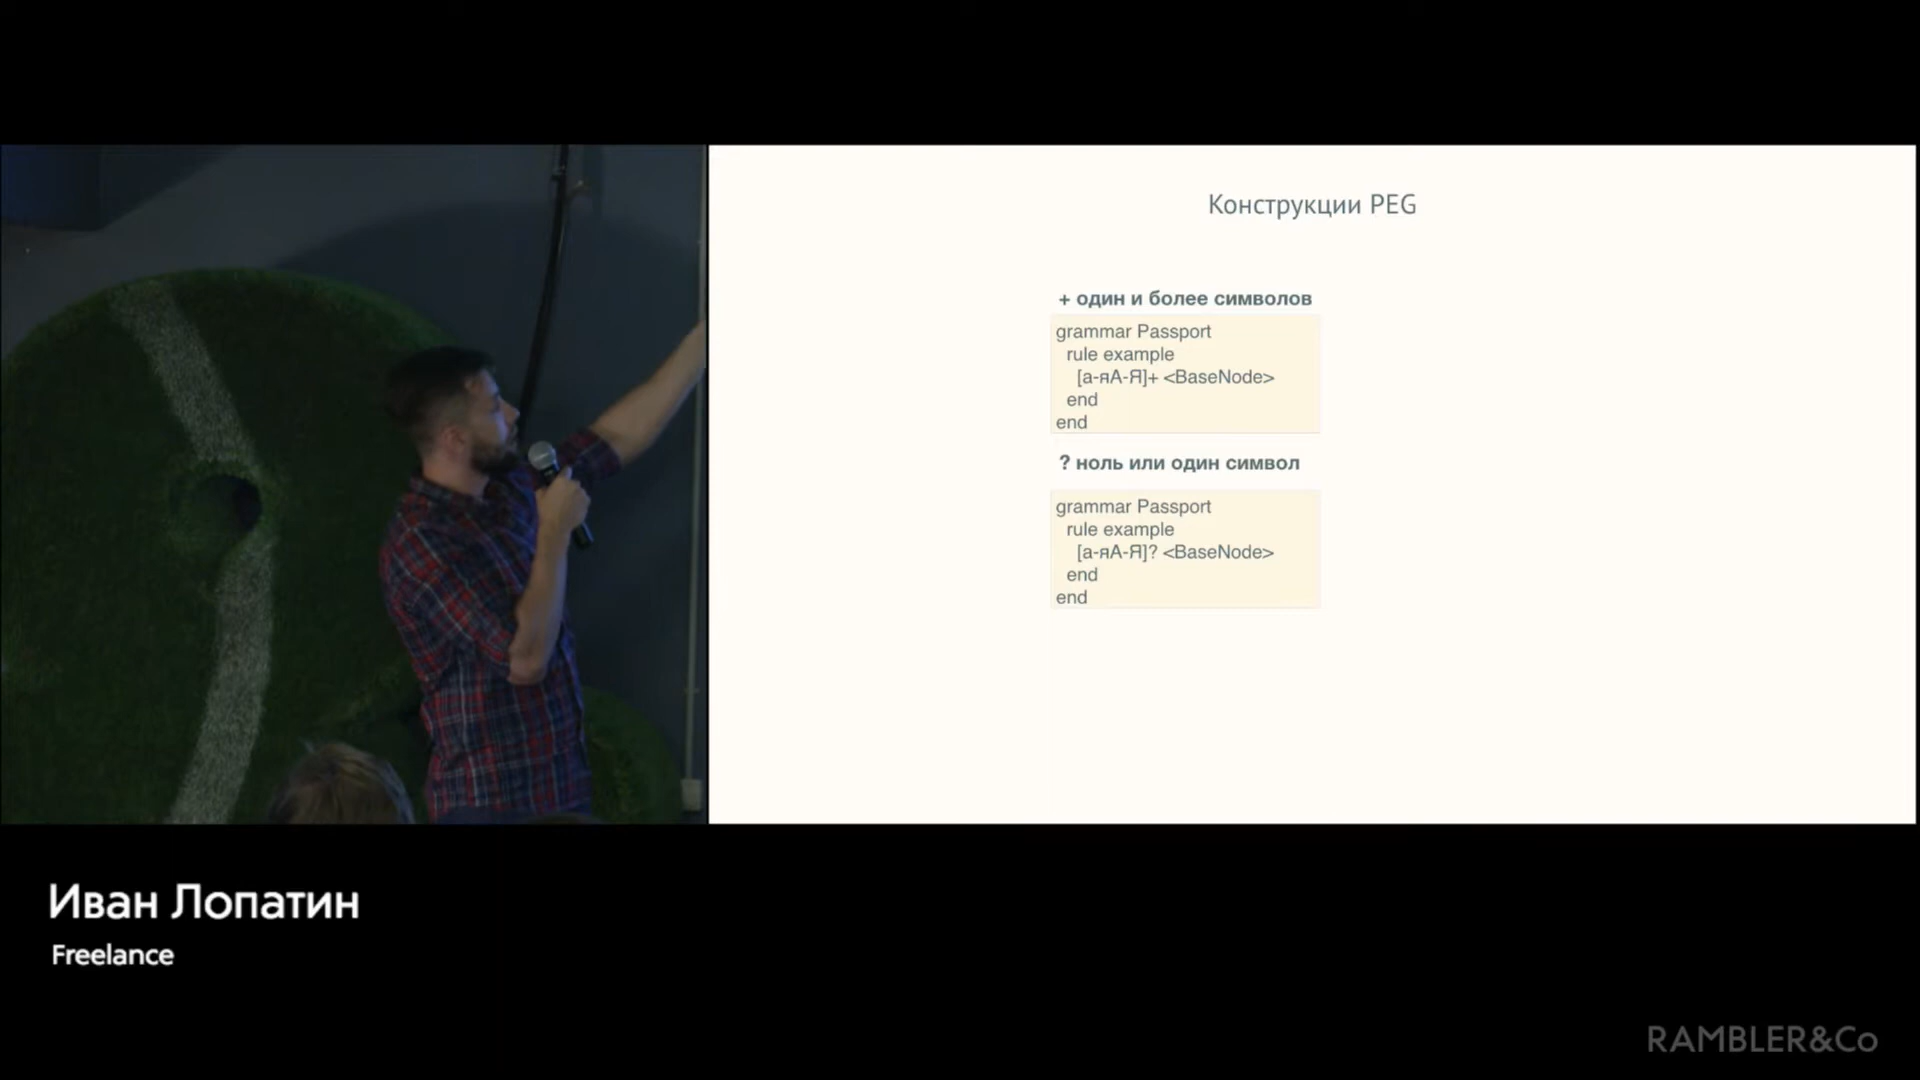 Конструкции PEG
+ один и более символов
grammar Passport
rule example
[а-яА-Я]+ <BaseNode>
end
end
? ноль или один символ
grammar Passport
rule example
[а-яА-Я]? <BaseNode>
end
end
Иван Лопатин
Freelance
RAMBLER&Co